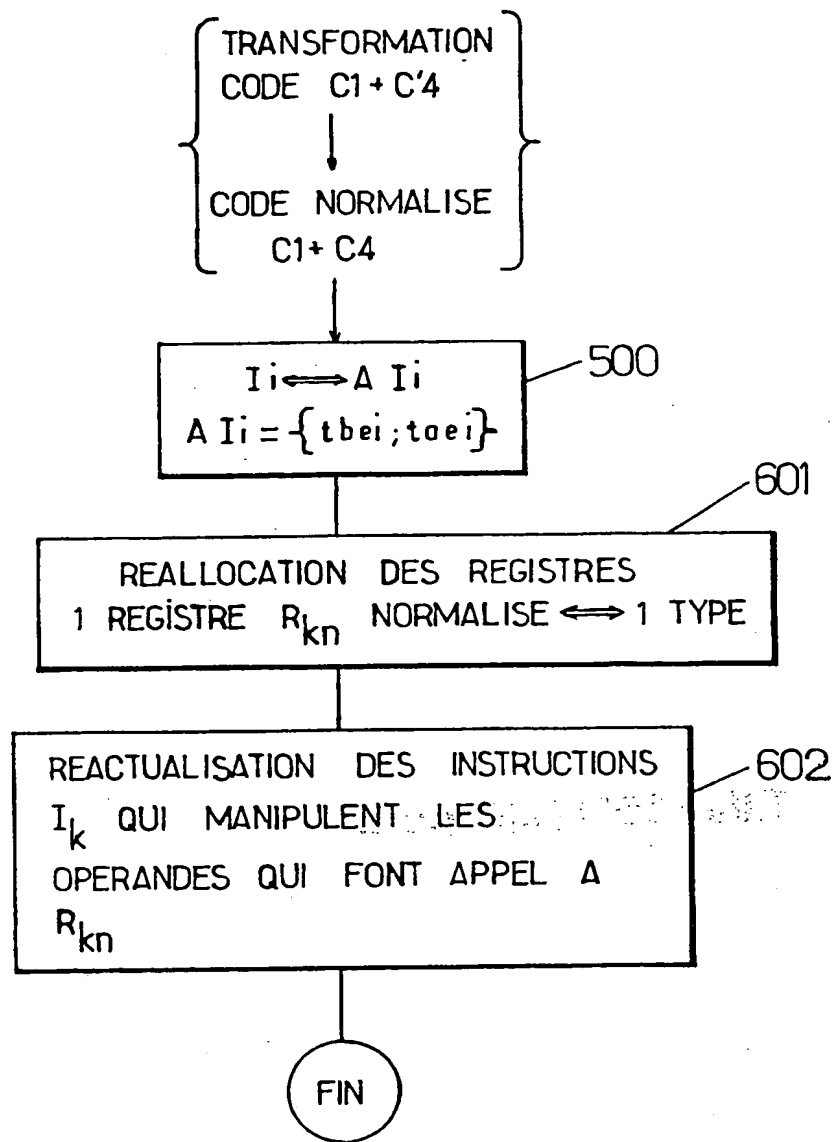 TRANSFORMATION
CODE C1 + C'4
CODE NORMALISE
C1 + C4
Ii ⟺ A Ii
A Ii = {tbei ; taei}
500
601
REALLOCATION DES REGISTRES
1 REGISTRE Rkn NORMALISE ⟺ 1 TYPE
602
REACTUALISATION DES INSTRUCTIONS
Ik QUI MANIPULENT LES
OPERANDES QUI FONT APPEL A
Rkn
FIN